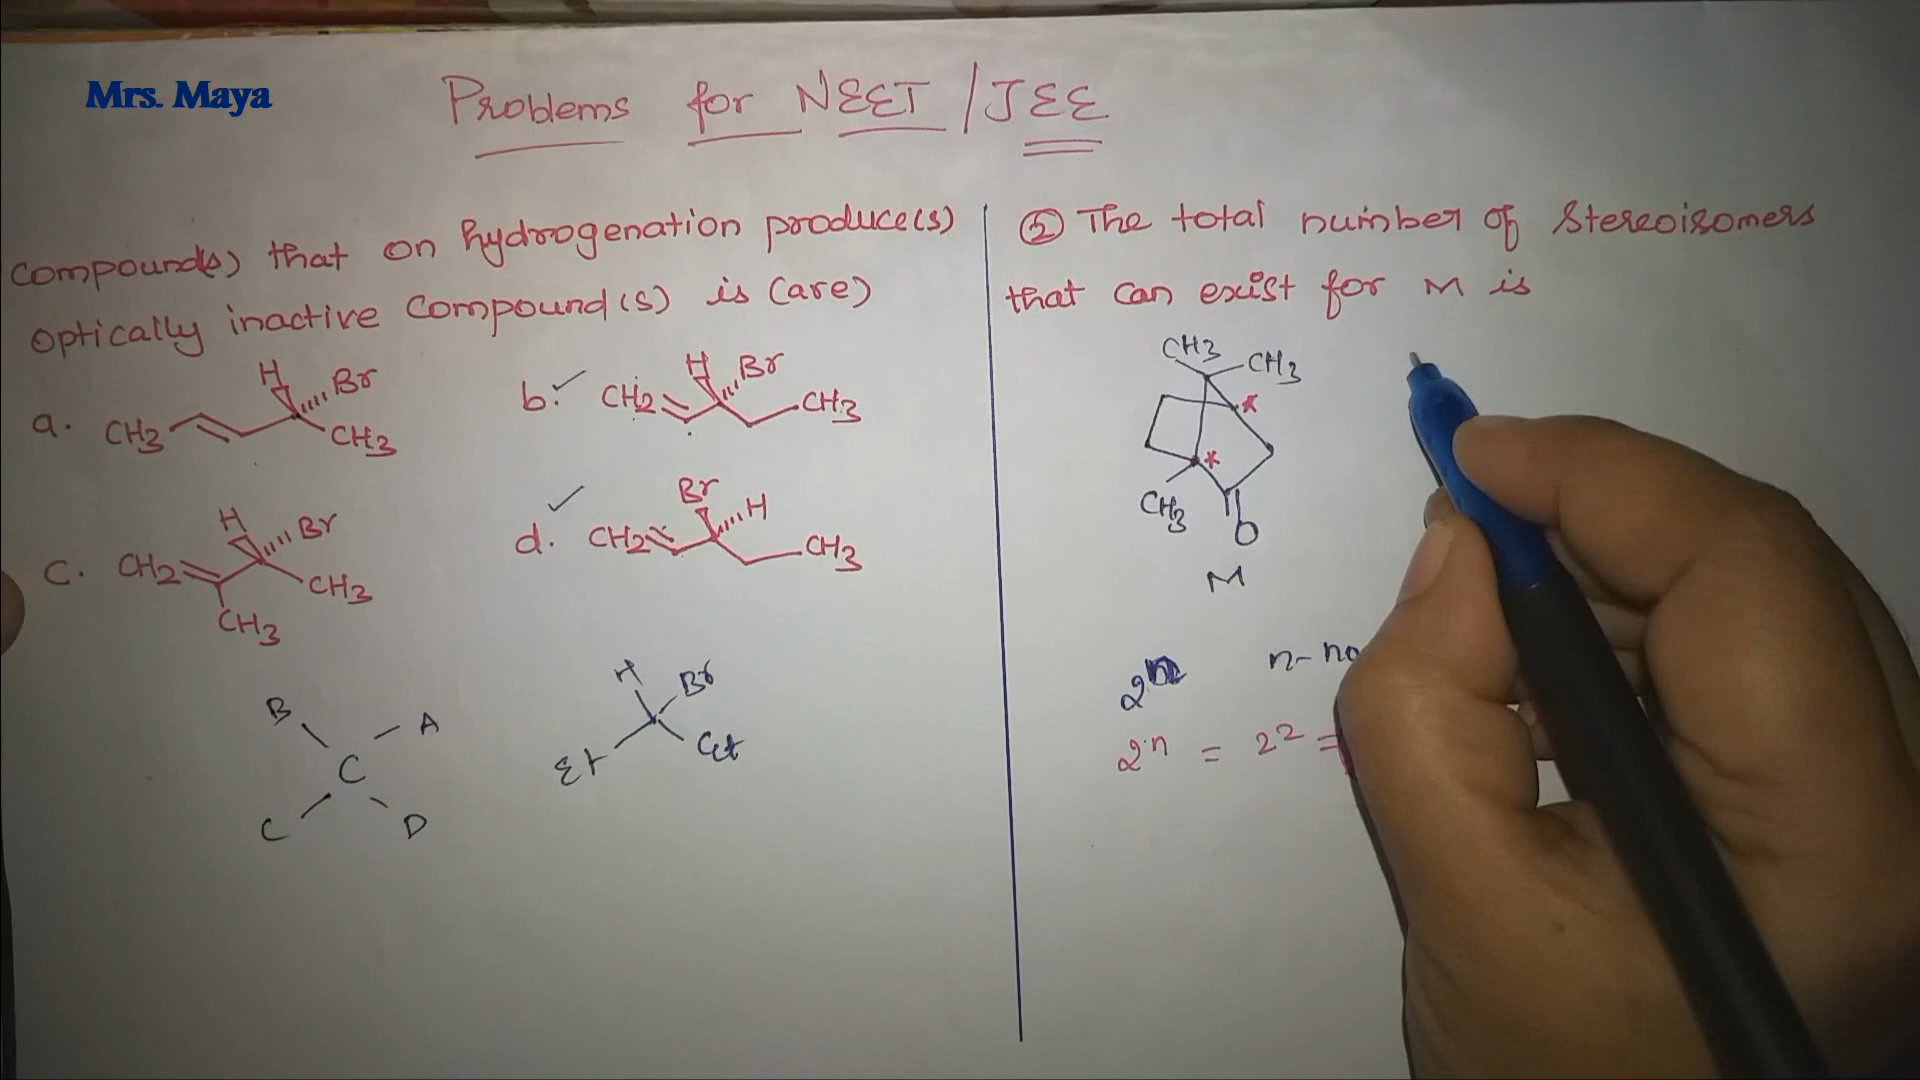 Mrs. Maya
Problems for NEET / JEE
compound(s) that on hydrogenation produce(s)
optically inactive compound(s) is (are)
a. CH3 H Br CH3
b. CH2 H Br CH3
c. CH2 H Br CH3 CH3
d. CH2 Br H CH3
B A C C D
H Br Et Et
② The total number of stereoisomers
that can exist for M is
CH3 CH3
* *
CH3 O
M
2n n- no
2n = 2² =